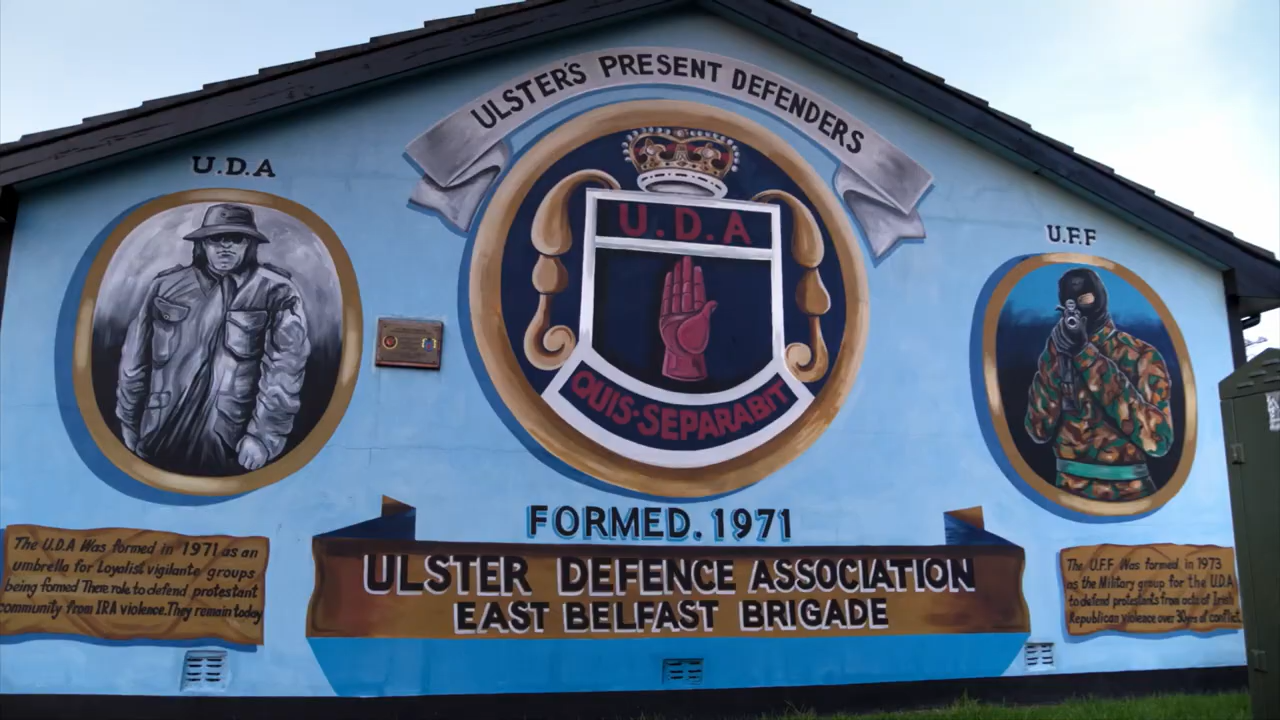 ULSTER'S PRESENT DEFENDERS
U.D.A
U.F.F
U.D.A
QUIS·SEPARABIT
FORMED. 1971
ULSTER DEFENCE ASSOCIATION
EAST BELFAST BRIGADE
The U.D.A Was formed in 1971 as an
umbrella for Loyalist vigilante groups
being formed There role to defend protestant
community from IRA violence. They remain today
The U.F.F Was formed in 1973
as the Military group for the U.D.A
to defend protestants from acts of Irish
Republican violence over 30yrs of conflict